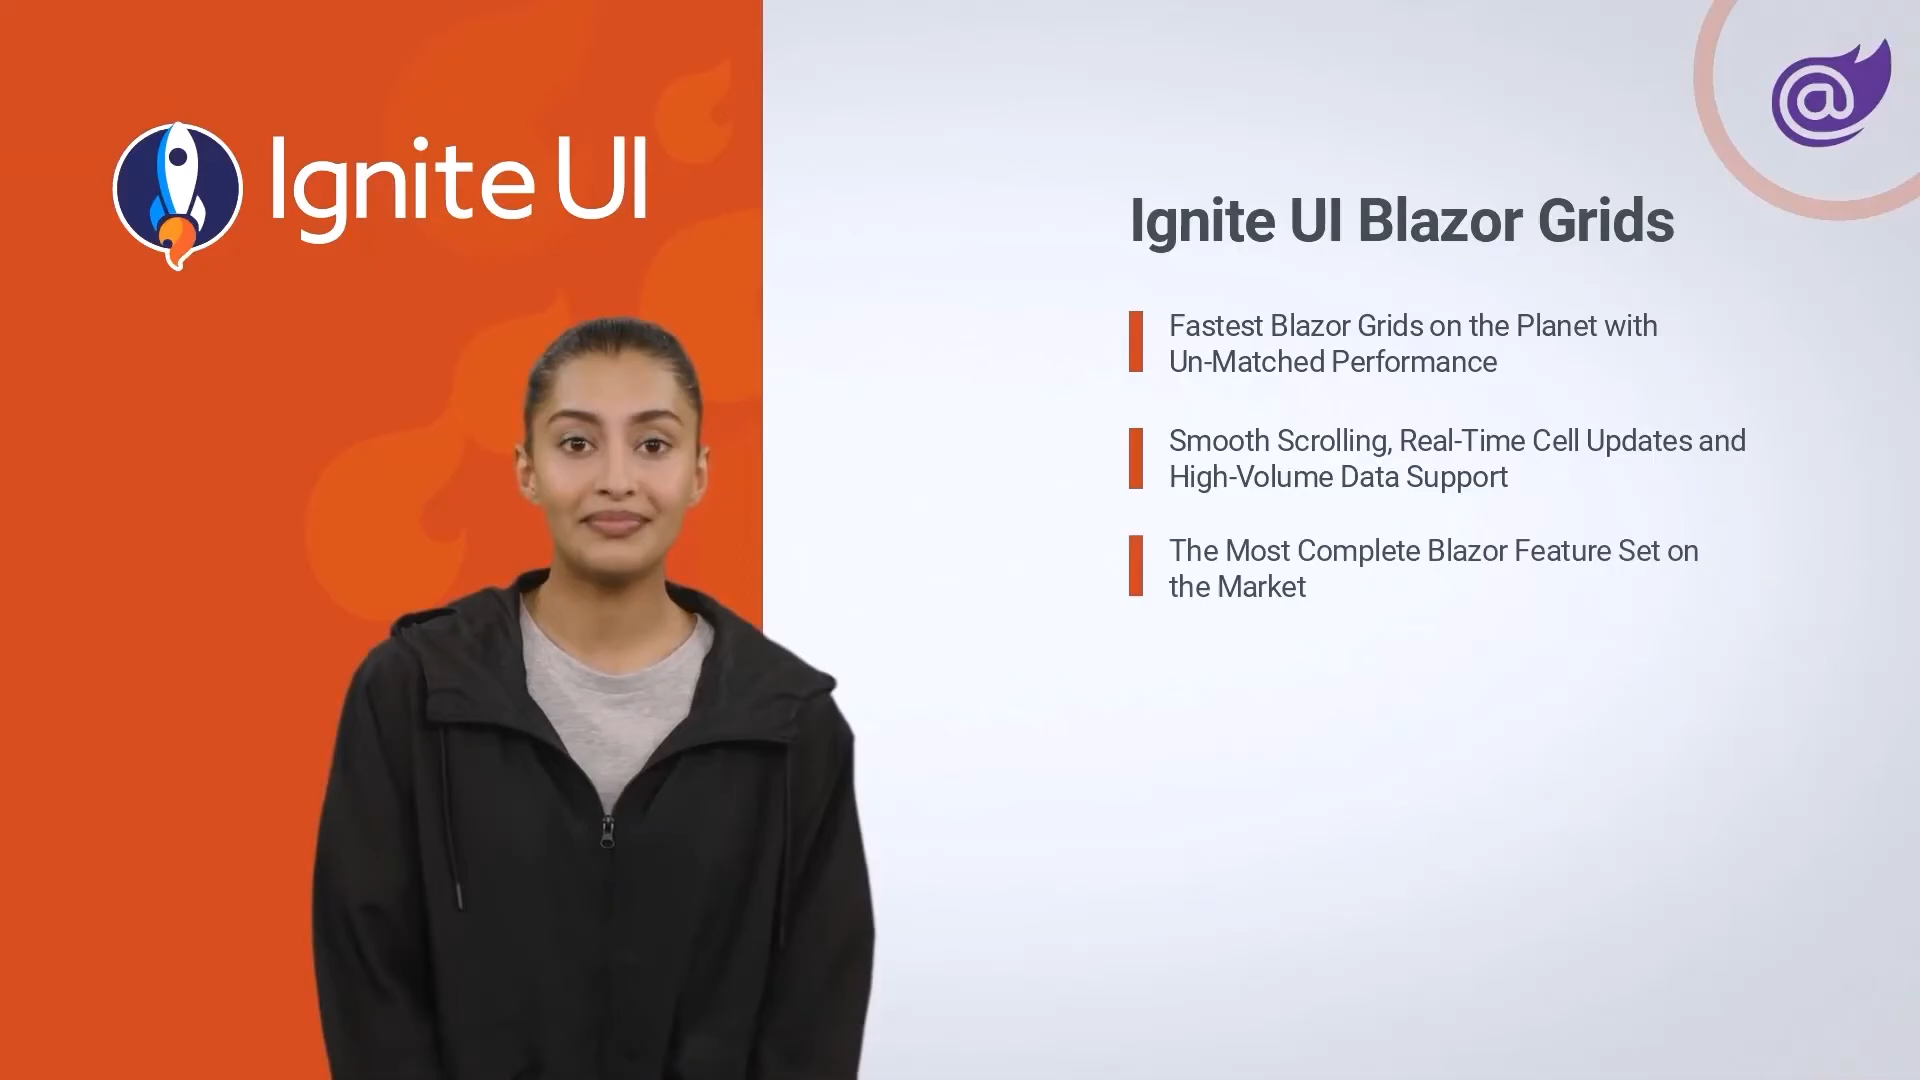 Ignite UI
Ignite UI Blazor Grids
Fastest Blazor Grids on the Planet with
Un-Matched Performance
Smooth Scrolling, Real-Time Cell Updates and
High-Volume Data Support
The Most Complete Blazor Feature Set on
the Market